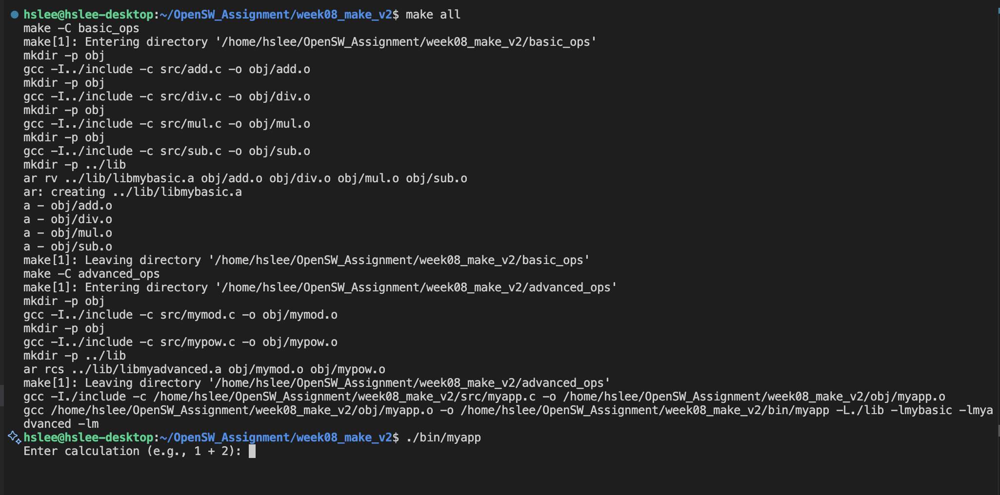 hslee@hslee-desktop:~/OpenSW_Assignment/week08_make_v2$ make all
make -C basic_ops
make[1]: Entering directory '/home/hslee/OpenSW_Assignment/week08_make_v2/basic_ops'
mkdir -p obj
gcc -I../include -c src/add.c -o obj/add.o
mkdir -p obj
gcc -I../include -c src/div.c -o obj/div.o
mkdir -p obj
gcc -I../include -c src/mul.c -o obj/mul.o
mkdir -p obj
gcc -I../include -c src/sub.c -o obj/sub.o
mkdir -p ../lib
ar rv ../lib/libmybasic.a obj/add.o obj/div.o obj/mul.o obj/sub.o
ar: creating ../lib/libmybasic.a
a - obj/add.o
a - obj/div.o
a - obj/mul.o
a - obj/sub.o
make[1]: Leaving directory '/home/hslee/OpenSW_Assignment/week08_make_v2/basic_ops'
make -C advanced_ops
make[1]: Entering directory '/home/hslee/OpenSW_Assignment/week08_make_v2/advanced_ops'
mkdir -p obj
gcc -I../include -c src/mymod.c -o obj/mymod.o
mkdir -p obj
gcc -I../include -c src/mypow.c -o obj/mypow.o
mkdir -p ../lib
ar rcs ../lib/libmyadvanced.a obj/mymod.o obj/mypow.o
make[1]: Leaving directory '/home/hslee/OpenSW_Assignment/week08_make_v2/advanced_ops'
gcc -I./include -c /home/hslee/OpenSW_Assignment/week08_make_v2/src/myapp.c -o /home/hslee/OpenSW_Assignment/week08_make_v2/obj/myapp.o
gcc /home/hslee/OpenSW_Assignment/week08_make_v2/obj/myapp.o -o /home/hslee/OpenSW_Assignment/week08_make_v2/bin/myapp -L./lib -lmybasic -lmya
dvanced -lm
hslee@hslee-desktop:~/OpenSW_Assignment/week08_make_v2$ ./bin/myapp
Enter calculation (e.g., 1 + 2):